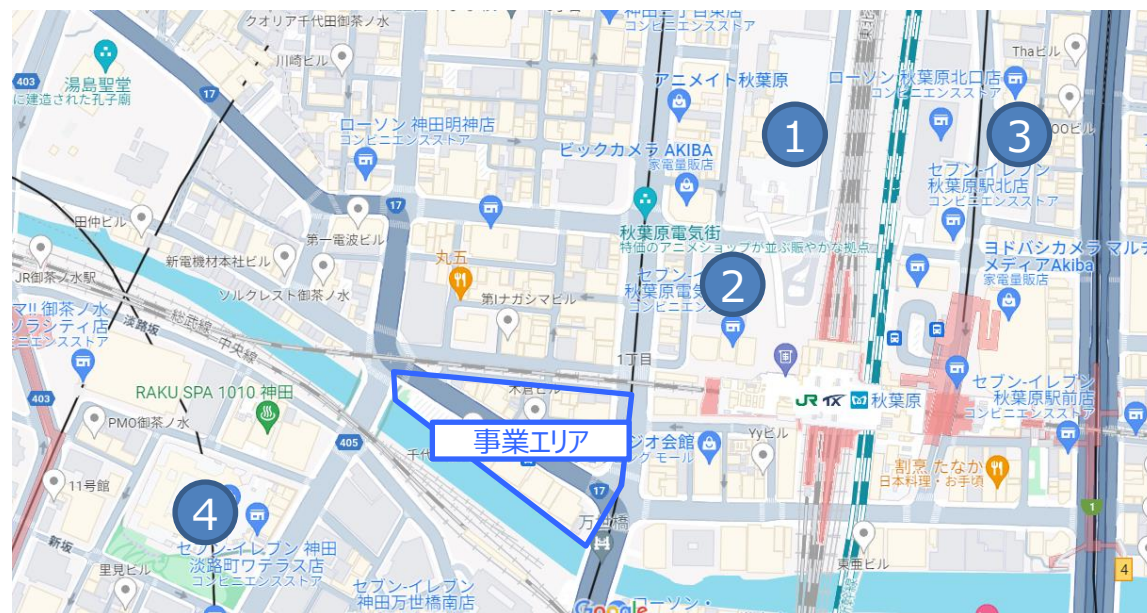 クオリア千代田御茶ノ水
コンビニエンスストア
川崎ビル
湯島聖堂
に建造された孔子廟
403
17
ローソン 神田明神店
コンビニエンスストア
アニメイト秋葉原
ビックカメラ AKIBA
家電量販店
1
ローソン 秋葉原北口店
コンビニエンスストア
Thaビル
3
OOビル
セブン-イレブン
秋葉原駅北店
コンビニエンスストア
田仲ビル
第一電波ビル
17
新電機材本社ビル
ソルクレスト御茶ノ水
丸五
第1ナガシマビル
秋葉原電気街
特価のアニメショップが並ぶ賑やかな拠点
2
コンビニエンスストア
ヨドバシカメラ マルチ
メディアAkiba
家電量販店
JR御茶ノ水駅
淡路坂
総武線
中央線
1丁目
RAKU SPA 1010 神田
PMO御茶ノ水
403
405
事業エリア
17
万世橋
Yyビル
JR TX 秋葉原
セブン-イレブン
秋葉原駅前店
コンビニエンスストア
割烹 たなか
日本料理・お手頃
11号館
新坂
里見ビル
4
セブン-イレブン 神田
淡路町ワテラス店
コンビニエンスストア
セブン-イレブン
神田万世橋南店
東亜ビル
1
4
Google
ローソン・